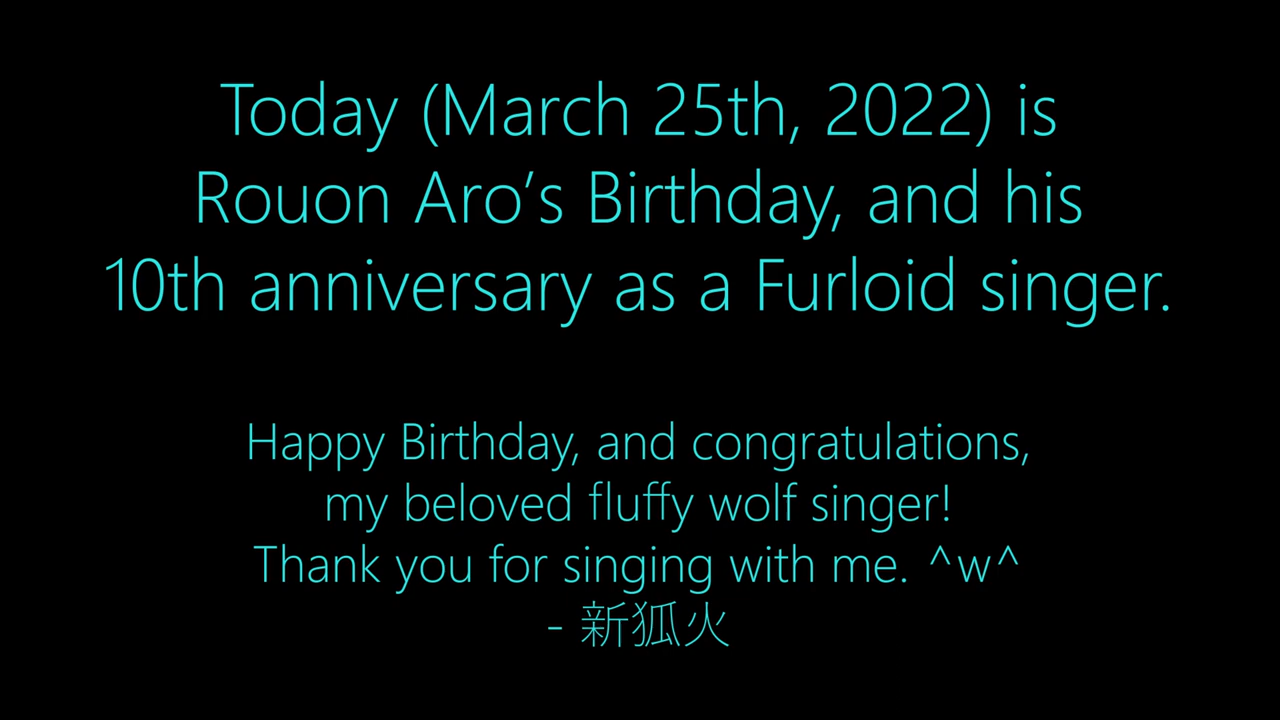 Today (March 25th, 2022) is
Rouon Aro’s Birthday, and his
10th anniversary as a Furloid singer.
Happy Birthday, and congratulations,
my beloved fluffy wolf singer!
Thank you for singing with me. ^w^
- 新狐火